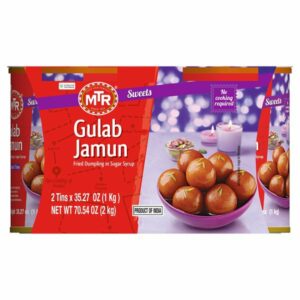 MTR
Sweets
No
cooking
required
Gulab
Jamun
Fried Dumpling in Sugar Syrup
2 Tins x 35.27 OZ (1 Kg )
NET WT 70.54 OZ (2 kg)
PRODUCT OF INDIA